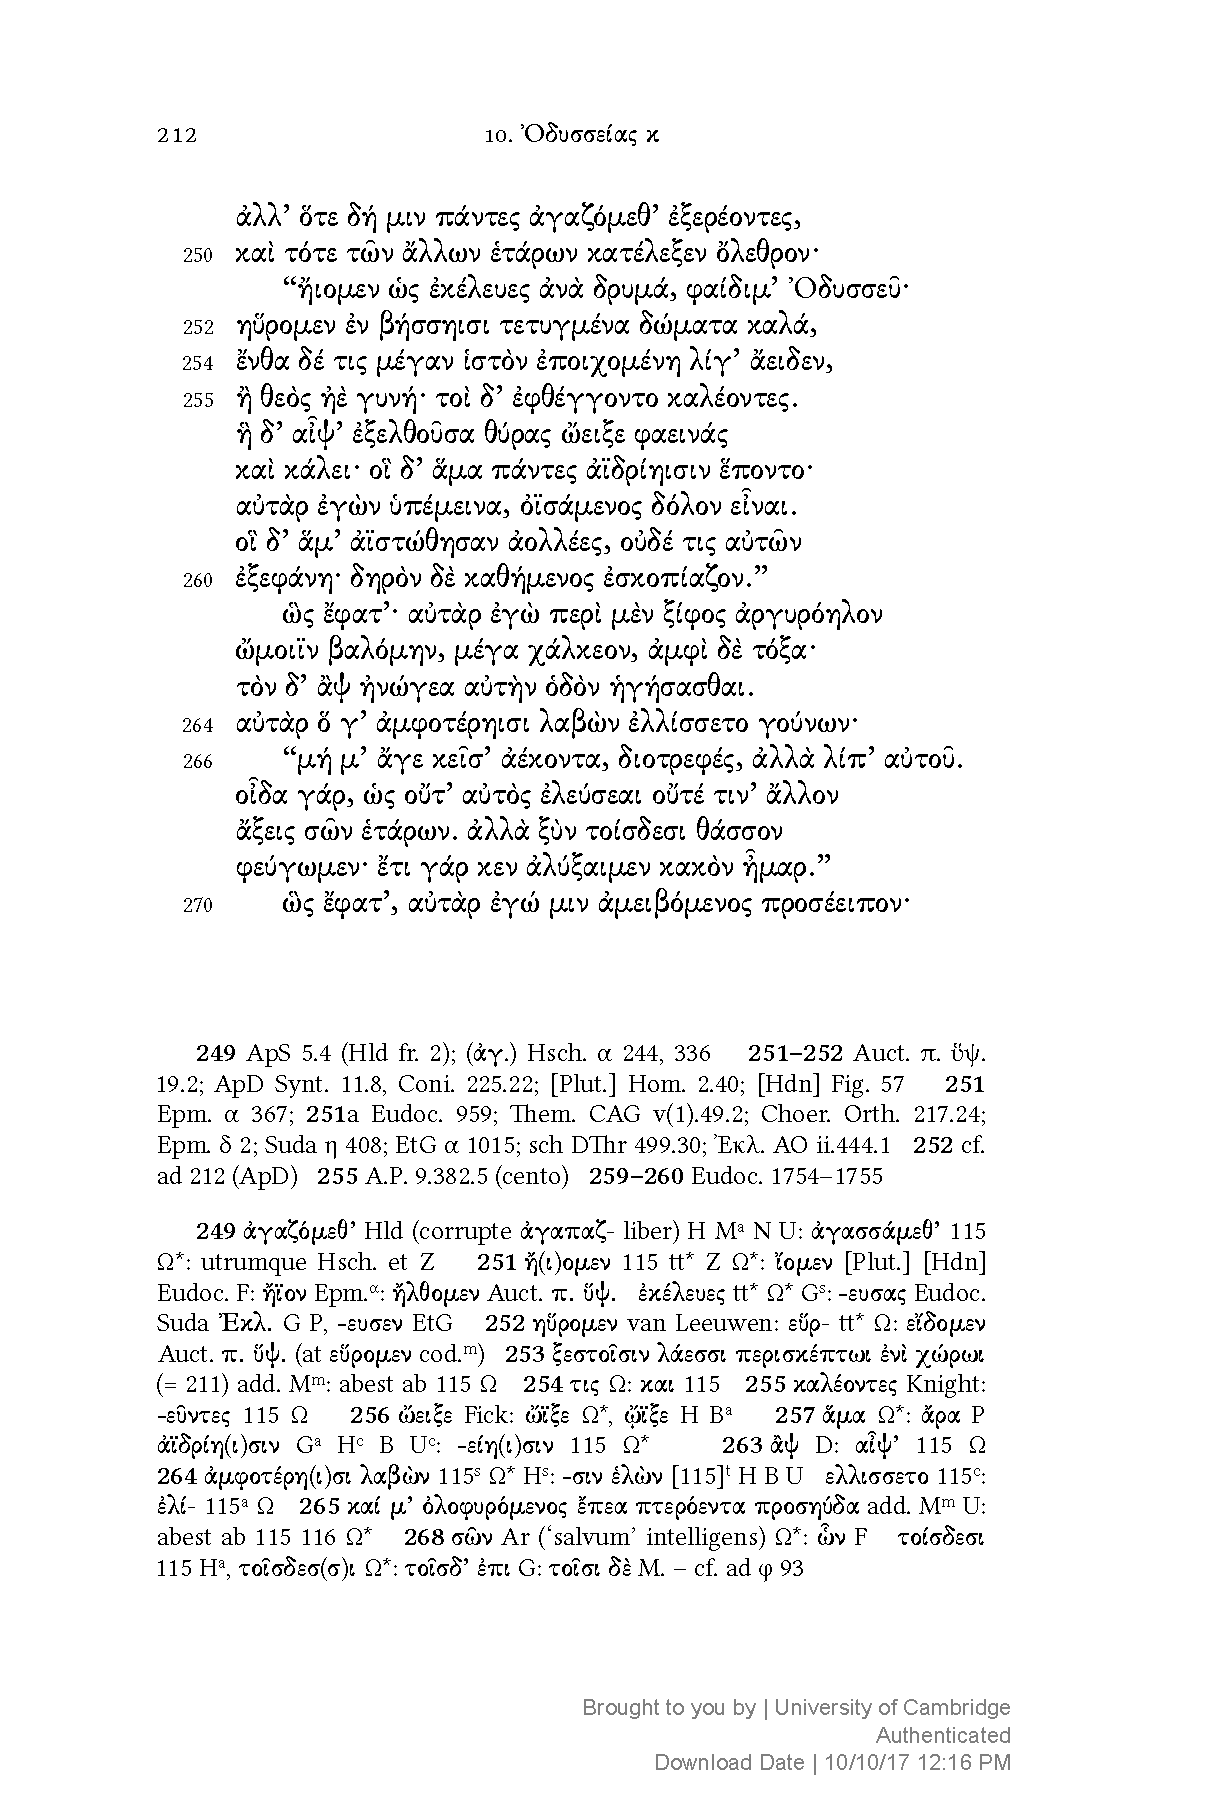 212 10. Ὀδυσσείας κ
ἀλλ’ ὅτε δή μιν πάντες ἀγαζόμεθ’ ἐξερέοντες,
250 καὶ τότε τῶν ἄλλων ἑτάρων κατέλεξεν ὄλεθρον·
“ἤιομεν ὡς ἐκέλευες ἀνὰ δρυμά, φαίδιμ’ Ὀδυσσεῦ·
252 ηὕρομεν ἐν βήσσηισι τετυγμένα δώματα καλά,
254 ἔνθα δέ τις μέγαν ἱστὸν ἐποιχομένη λίγ’ ἄειδεν,
255 ἢ θεὸς ἠὲ γυνή· τοὶ δ’ ἐφθέγγοντο καλέοντες.
ἣ δ’ αἶψ’ ἐξελθοῦσα θύρας ὤειξε φαεινάς
καὶ κάλει· οἳ δ’ ἅμα πάντες ἀϊδρίηισιν ἕποντο·
αὐτὰρ ἐγὼν ὑπέμεινα, ὀϊσάμενος δόλον εἶναι.
οἳ δ’ ἅμ’ ἀϊστώθησαν ἀολλέες, οὐδέ τις αὐτῶν
260 ἐξεφάνη· δηρὸν δὲ καθήμενος ἐσκοπίαζον.”
ὣς ἔφατ’· αὐτὰρ ἐγὼ περὶ μὲν ξίφος ἀργυρόηλον
ὤμοιϊν βαλόμην, μέγα χάλκεον, ἀμφὶ δὲ τόξα·
τὸν δ’ ἂψ ἠνώγεα αὐτὴν ὁδὸν ἡγήσασθαι.
264 αὐτὰρ ὅ γ’ ἀμφοτέρηισι λαβὼν ἐλλίσσετο γούνων·
266 “μή μ’ ἄγε κεῖσ’ ἀέκοντα, διοτρεφές, ἀλλὰ λίπ’ αὐτοῦ.
οἶδα γάρ, ὡς οὔτ’ αὐτὸς ἐλεύσεαι οὔτέ τιν’ ἄλλον
ἄξεις σῶν ἑτάρων. ἀλλὰ ξὺν τοίσδεσι θάσσον
φεύγωμεν· ἔτι γάρ κεν ἀλύξαιμεν κακὸν ἦμαρ.”
270 ὣς ἔφατ’, αὐτὰρ ἐγώ μιν ἀμειβόμενος προσέειπον·
249 ApS 5.4 (Hld fr. 2); (ἀγ.) Hsch. α 244, 336 251–252 Auct. π. ὕψ.
19.2; ApD Synt. 11.8, Coni. 225.22; [Plut.] Hom. 2.40; [Hdn] Fig. 57 251
Epm. α 367; 251a Eudoc. 959; Them. CAG v(1).49.2; Choer. Orth. 217.24;
Epm. δ 2; Suda η 408; EtG α 1015; sch DThr 499.30; Ἐκλ. AO ii.444.1 252 cf.
ad 212 (ApD) 255 A.P. 9.382.5 (cento) 259–260 Eudoc. 1754–1755
249 ἀγαζόμεθ’ Hld (corrupte ἀγαπαζ- liber) H Mᵃ N U: ἀγασσάμεθ’ 115
Ω*: utrumque Hsch. et Z 251 ἤ(ι)ομεν 115 tt* Z Ω*: ἴομεν [Plut.] [Hdn]
Eudoc. F: ἤϊον Epm.ᵅ: ἤλθομεν Auct. π. ὕψ. ἐκέλευες tt* Ω* Gˢ: -ευσας Eudoc.
Suda Ἐκλ. G P, -ευσεν EtG 252 ηὕρομεν van Leeuwen: εὕρ- tt* Ω: εἴδομεν
Auct. π. ὕψ. (at εὕρομεν cod.ᵐ) 253 ξεστοῖσιν λάεσσι περισκέπτωι ἐνὶ χώρωι
(= 211) add. Mᵐ: abest ab 115 Ω 254 τις Ω: και 115 255 καλέοντες Knight:
-εῦντες 115 Ω 256 ὤειξε Fick: ὤϊξε Ω*, ᾤϊξε H Bᵃ 257 ἅμα Ω*: ἄρα P
ἀϊδρίη(ι)σιν Gᵃ Hᶜ B Uᶜ: -είη(ι)σιν 115 Ω* 263 ἂψ D: αἶψ’ 115 Ω
264 ἀμφοτέρη(ι)σι λαβὼν 115ˢ Ω* Hˢ: -σιν ἑλὼν [115]ᵗ H B U ελλισσετο 115ᶜ:
ἐλί- 115ᵃ Ω 265 καί μ’ ὀλοφυρόμενος ἔπεα πτερόεντα προσηύδα add. Mᵐ U:
abest ab 115 116 Ω* 268 σῶν Ar (‘salvum’ intelligens) Ω*: ὧν F τοίσδεσι
115 Hᵃ, τοῖσδεσ(σ)ι Ω*: τοῖσδ’ ἐπι G: τοῖσι δὲ M. – cf. ad φ 93
Brought to you by | University of Cambridge
Authenticated
Download Date | 10/10/17 12:16 PM